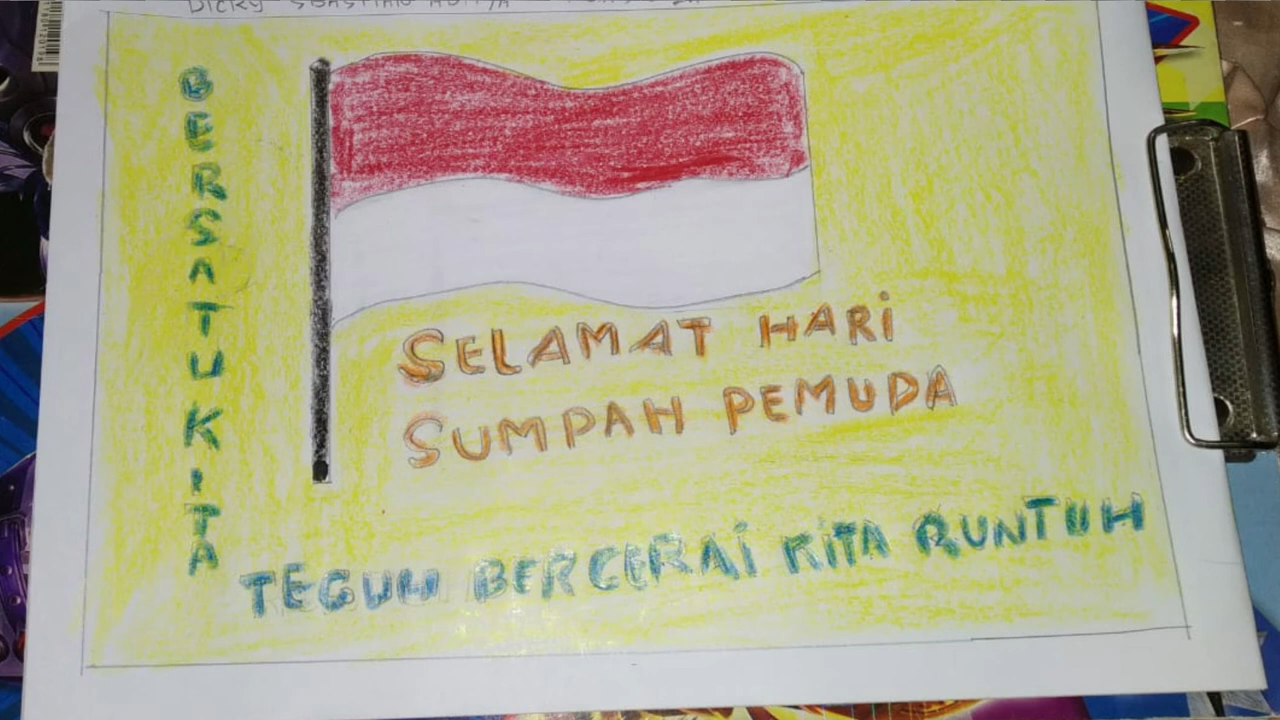 BERSATU KITA
SELAMAT HARI
SUMPAH PEMUDA
TEGUH BERCERAI KITA RUNTUH